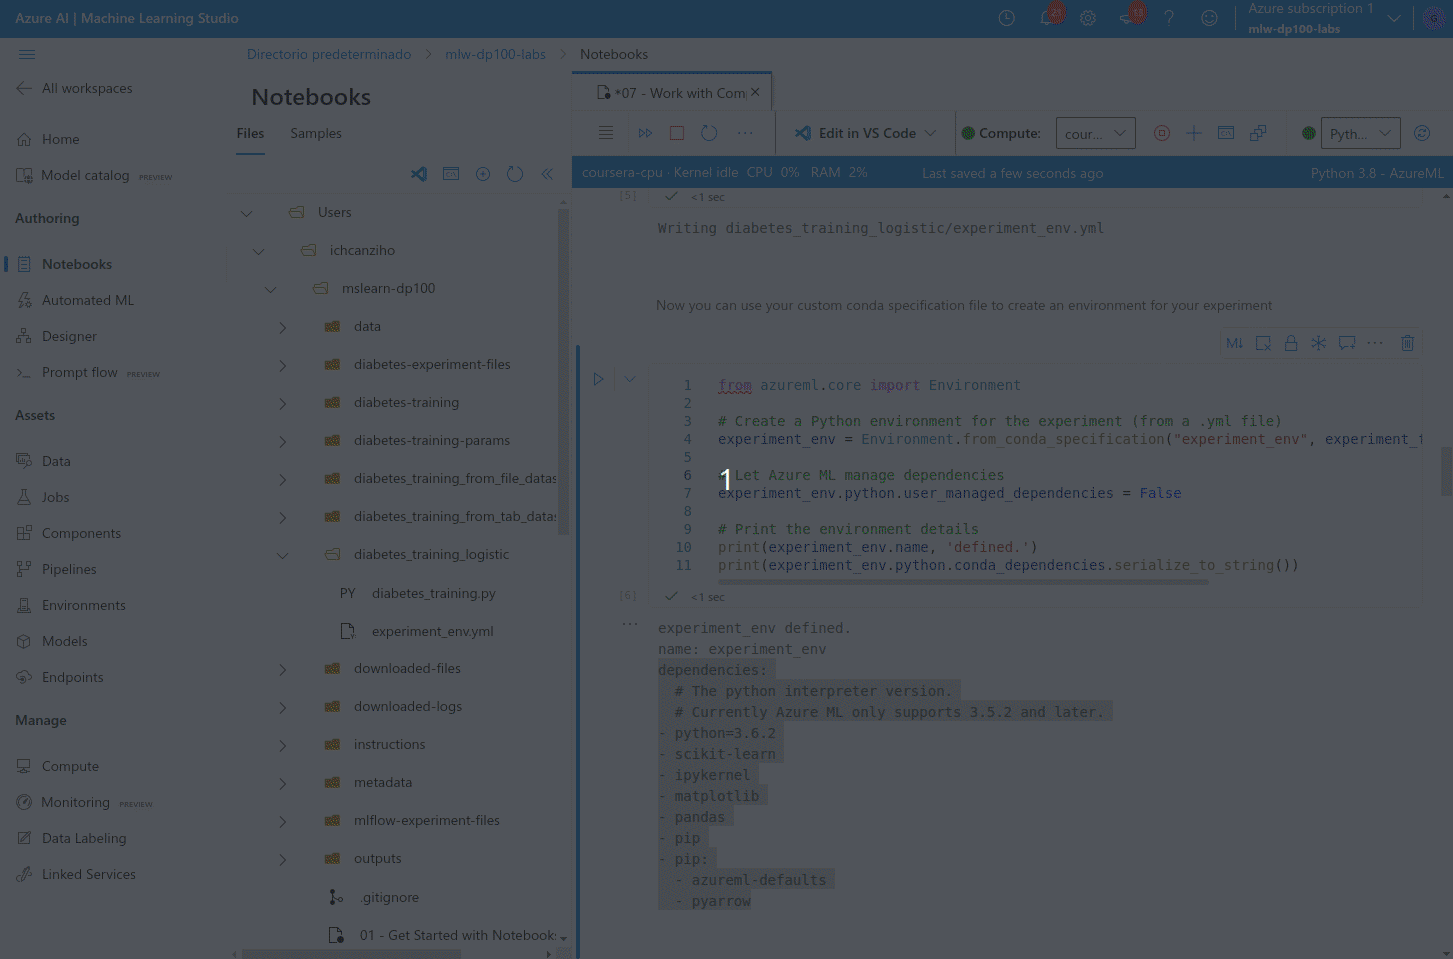 Azure AI | Machine Learning Studio
23
15
Azure subscription 1
mlw-dp100-labs
Directorio predeterminado > mlw-dp100-labs > Notebooks
All workspaces
Home
Model catalog PREVIEW
Authoring
Notebooks
Automated ML
Designer
Prompt flow PREVIEW
Assets
Data
Jobs
Components
Pipelines
Environments
Models
Endpoints
Manage
Compute
Monitoring PREVIEW
Data Labeling
Linked Services
Notebooks
Files Samples
Users
ichcanziho
mslearn-dp100
data
diabetes-experiment-files
diabetes-training
diabetes-training-params
diabetes_training_from_file_datas
diabetes_training_from_tab_datas
diabetes_training_logistic
PY diabetes_training.py
experiment_env.yml
downloaded-files
downloaded-logs
instructions
metadata
mlflow-experiment-files
outputs
.gitignore
01 - Get Started with Notebook
*07 - Work with Com
Edit in VS Code
Compute: cour...
Pyth...
coursera-cpu · Kernel idle CPU 0% RAM 2% Last saved a few seconds ago Python 3.8 - AzureML
[5] <1 sec
Writing diabetes_training_logistic/experiment_env.yml
Now you can use your custom conda specification file to create an environment for your experiment
M↓
1 from azureml.core import Environment
2
3 # Create a Python environment for the experiment (from a .yml file)
4 experiment_env = Environment.from_conda_specification("experiment_env", experiment_f
5
6 Let Azure ML manage dependencies
7 experiment_env.python.user_managed_dependencies = False
8
9 # Print the environment details
10 print(experiment_env.name, 'defined.')
11 print(experiment_env.python.conda_dependencies.serialize_to_string())
1
[6] <1 sec
experiment_env defined.
name: experiment_env
dependencies:
# The python interpreter version.
# Currently Azure ML only supports 3.5.2 and later.
- python=3.6.2
- scikit-learn
- ipykernel
- matplotlib
- pandas
- pip
- pip:
- azureml-defaults
- pyarrow